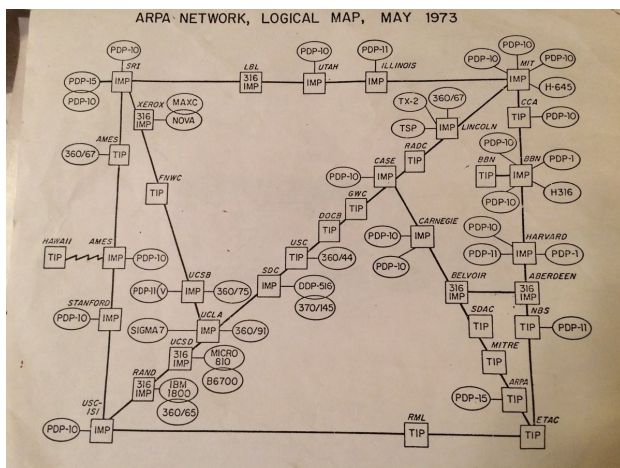 ARPA NETWORK, LOGICAL MAP, MAY 1973
PDP-10
SRI
PDP-15
IMP
PDP-10
LBL
316
IMP
PDP-10
UTAH
IMP
PDP-11
ILLINOIS
IMP
PDP-10
PDP-10
MIT
PDP-10
IMP
H-645
XEROX
316
IMP
MAXC
NOVA
TX-2
360/67
TSP
IMP
LINCOLN
CCA
TIP
PDP-10
AMES
360/67
TIP
RADC
TIP
PDP-10
BBN
TIP
BBN
IMP
PDP-1
H316
PDP-10
FNWC
TIP
CASE
PDP-10
IMP
GWC
TIP
DOCB
TIP
CARNEGIE
PDP-10
IMP
PDP-10
PDP-10
HARVARD
PDP-11
IMP
PDP-1
HAWAII
TIP
AMES
IMP
PDP-10
USC
TIP
360/44
SDC
IMP
DDP-516
370/145
BELVOIR
316
IMP
ABERDEEN
316
IMP
UCSB
PDP-11
V
IMP
360/75
STANFORD
PDP-10
IMP
UCLA
SIGMA7
IMP
360/91
SDAC
TIP
NBS
TIP
PDP-11
UCSD
316
IMP
MICRO
810
B6700
MITRE
TIP
RAND
316
IMP
IBM
1800
360/65
ARPA
PDP-15
TIP
USC-
ISI
PDP-10
IMP
RML
TIP
ETAC
TIP